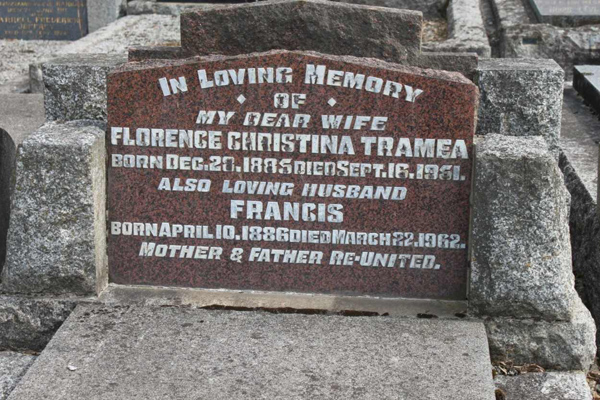 In Loving Memory
OF
MY DEAR WIFE
FLORENCE CHRISTINA TRAMEA
BORN DEC. 20. 1885 DIED SEPT. 16. 1951.
ALSO LOVING HUSBAND
FRANCIS
BORN APRIL 10. 1886 DIED MARCH 22. 1962.
MOTHER & FATHER RE-UNITED.